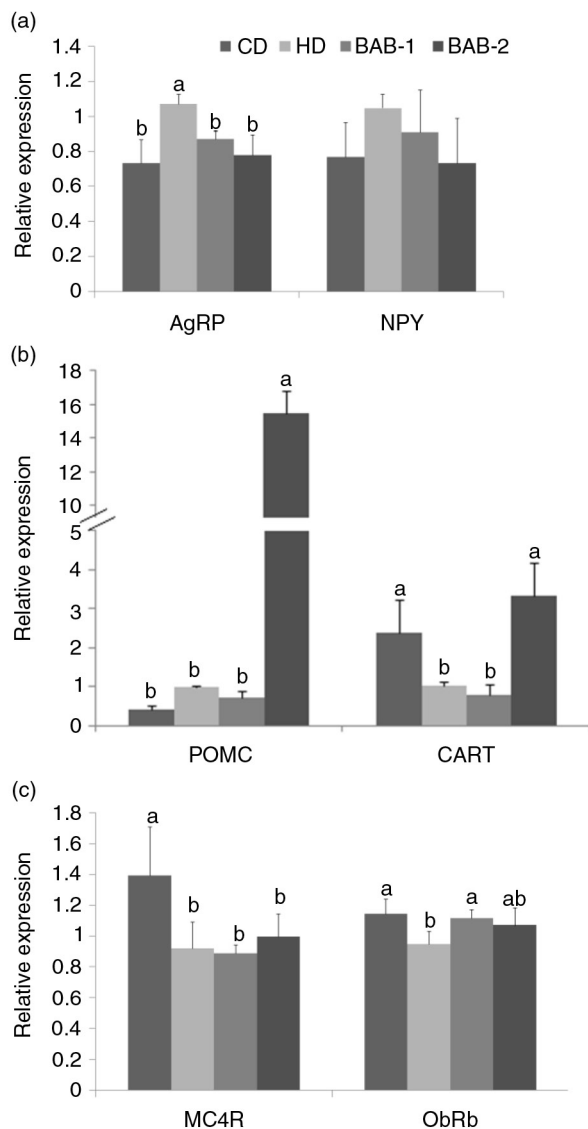 (a)
1.4
1.2
1
0.8
0.6
0.4
0.2
0
Relative expression
CD HD BAB-1 BAB-2
b a b b
AgRP NPY
(b)
18
16
14
12
10
5
4
3
2
1
0
Relative expression
a
b b b
a b b a
POMC CART
(c)
1.8
1.6
1.4
1.2
1
0.8
0.6
0.4
0.2
0
Relative expression
a b b b
a b a ab
MC4R ObRb